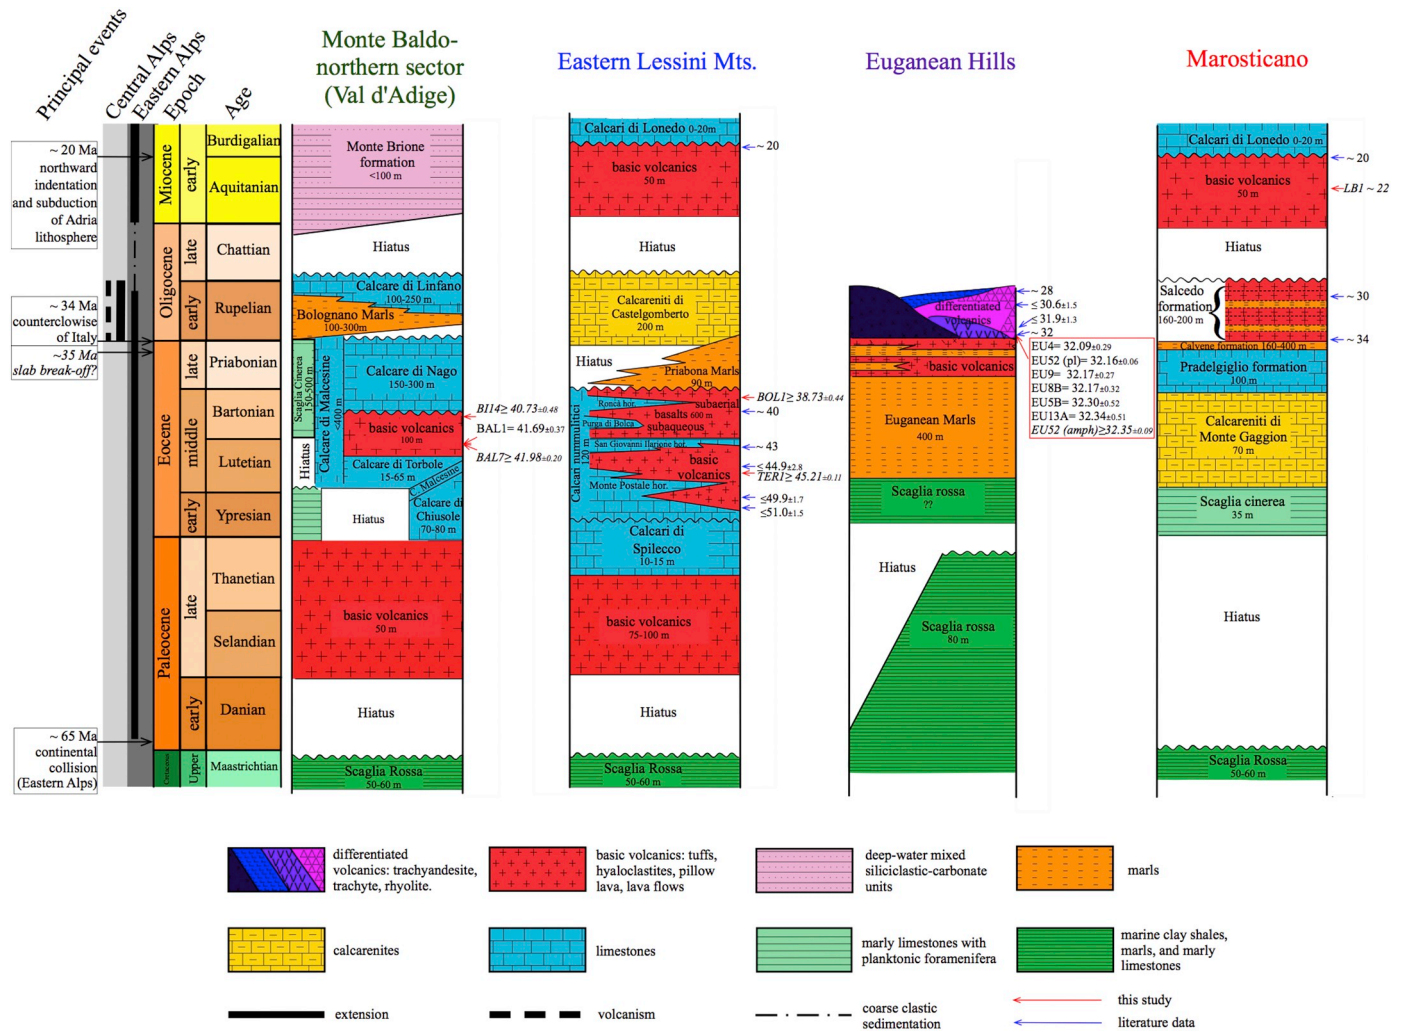 Principal events
Central Alps
Eastern Alps
Epoch
Age
Monte Baldo-
northern sector
(Val d'Adige)
Eastern Lessini Mts.
Euganean Hills
Marosticano
~ 20 Ma
northward
indentation
and subduction
of Adria
lithosphere
~ 34 Ma
counterclowise
of Italy
~35 Ma
slab break-off?
~ 65 Ma
continental
collision
(Eastern Alps)
Miocene
Oligocene
Eocene
Paleocene
Cretaceous
early
late
early
late
middle
early
late
early
Upper
Burdigalian
Aquitanian
Chattian
Rupelian
Priabonian
Bartonian
Lutetian
Ypresian
Thanetian
Selandian
Danian
Maastrichtian
Monte Brione
formation
<100 m
Hiatus
Calcare di Linfano
100-250 m
Bolognano Marls
100-300m
Scaglia Cinerea
150-500 m
Calcare di Malcesine
<400 m
Calcare di Nago
150-300 m
basic volcanics
100 m
Hiatus
Calcare di Torbole
15-65 m
C. Malcesine
Calcare di
Chiusole
70-80 m
Hiatus
basic volcanics
50 m
Hiatus
Scaglia Rossa
50-60 m
BI14≥ 40.73±0.48
BAL1= 41.69±0.37
BAL7≥ 41.98±0.20
Calcari di Lonedo 0-20m
basic volcanics
50 m
Hiatus
Calcareniti di
Castelgomberto
200 m
Hiatus
Priabona Marls
90 m
Calcari nummulitici
120 m
Roncà hor.
subaerial
basalts 600 m
Purga di Bolca
subaqueous
San Giovanni Ilarione hor.
basic
volcanics
Monte Postale hor.
Calcari di
Spilecco
10-15 m
basic volcanics
75-100 m
Hiatus
Scaglia Rossa
50-60 m
~ 20
BOL1≥ 38.73±0.44
~ 40
~ 43
≤ 44.9±2.8
TER1≥ 45.21±0.11
≤49.9±1.7
≤51.0±1.5
differentiated
volcanics
basic volcanics
Euganean Marls
400 m
Scaglia rossa
??
Hiatus
Scaglia rossa
80 m
~ 28
≤ 30.6±1.5
≤ 31.9±1.3
~ 32
EU4= 32.09±0.29
EU52 (pl)= 32.16±0.06
EU9= 32.17±0.27
EU8B= 32.17±0.32
EU5B= 32.30±0.52
EU13A= 32.34±0.51
EU52 (amph)≥32.35±0.09
Calcari di Lonedo 0-20 m
basic volcanics
50 m
Hiatus
Salcedo
formation
160-200 m
Calvene formation 160-400 m
Pradelgiglio formation
100 m
Calcareniti di
Monte Gaggion
70 m
Scaglia cinerea
35 m
Hiatus
Scaglia Rossa
50-60 m
~ 20
LB1 ~ 22
~ 30
~ 34
differentiated
volcanics: trachyandesite,
trachyte, rhyolite.
basic volcanics: tuffs,
hyaloclastites, pillow
lava, lava flows
deep-water mixed
siliciclastic-carbonate
units
marls
calcarenites
limestones
marly limestones with
planktonic foramenifera
marine clay shales,
marls, and marly
limestones
extension
volcanism
coarse clastic
sedimentation
this study
literature data